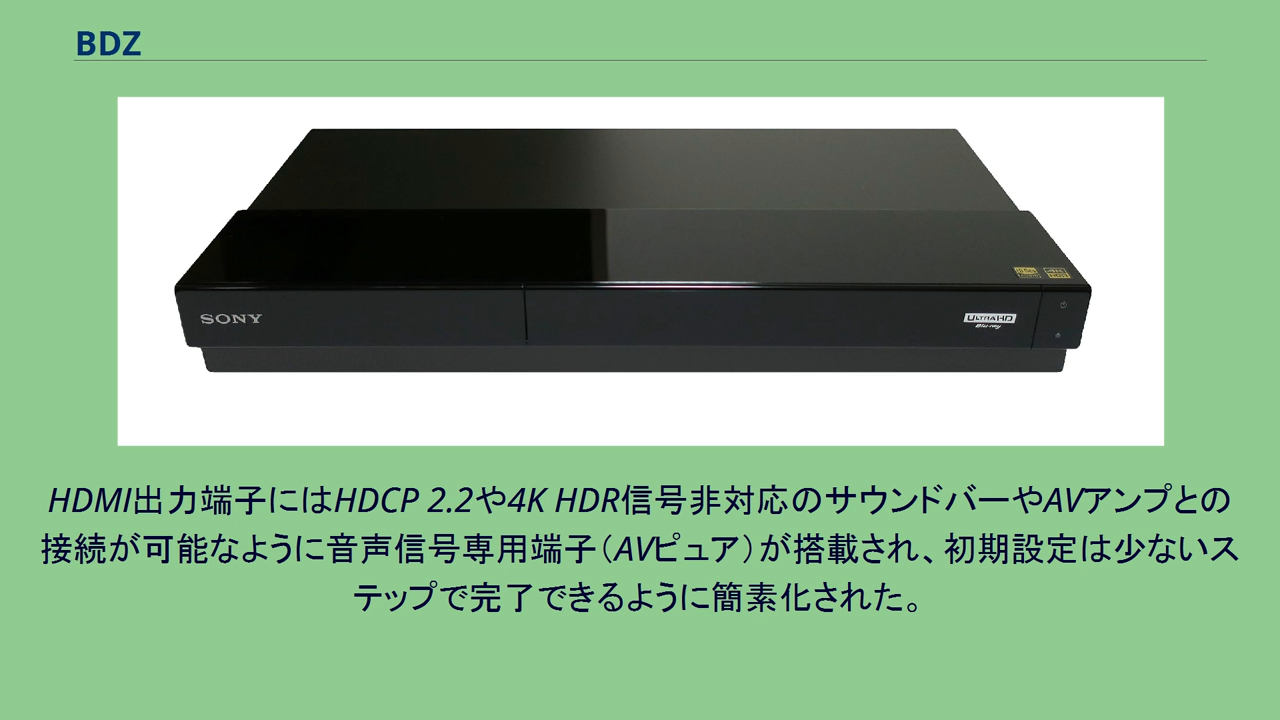 BDZ
SONY
ULTRA HD
Blu-ray
HDMI出力端子にはHDCP 2.2や4K HDR信号非対応のサウンドバーやAVアンプとの
接続が可能なように音声信号専用端子（AVピュア）が搭載され、初期設定は少ないス
テップで完了できるように簡素化された。